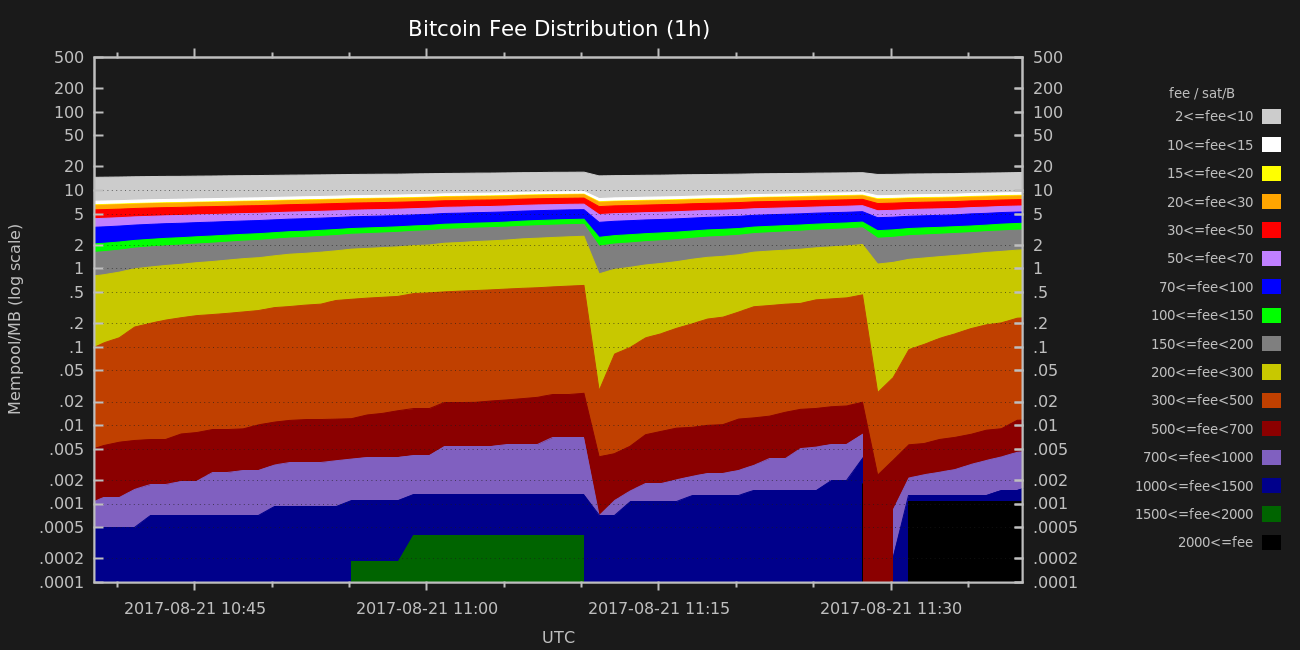 Bitcoin Fee Distribution (1h)
500
200
100
50
20
10
5
2
1
.5
.2
.1
.05
.02
.01
.005
.002
.001
.0005
.0002
.0001
Mempool/MB (log scale)
500
200
100
50
20
10
5
2
1
.5
.2
.1
.05
.02
.01
.005
.002
.001
.0005
.0002
.0001
2017-08-21 10:45
2017-08-21 11:00
2017-08-21 11:15
2017-08-21 11:30
UTC
fee / sat/B
2<=fee<10
10<=fee<15
15<=fee<20
20<=fee<30
30<=fee<50
50<=fee<70
70<=fee<100
100<=fee<150
150<=fee<200
200<=fee<300
300<=fee<500
500<=fee<700
700<=fee<1000
1000<=fee<1500
1500<=fee<2000
2000<=fee